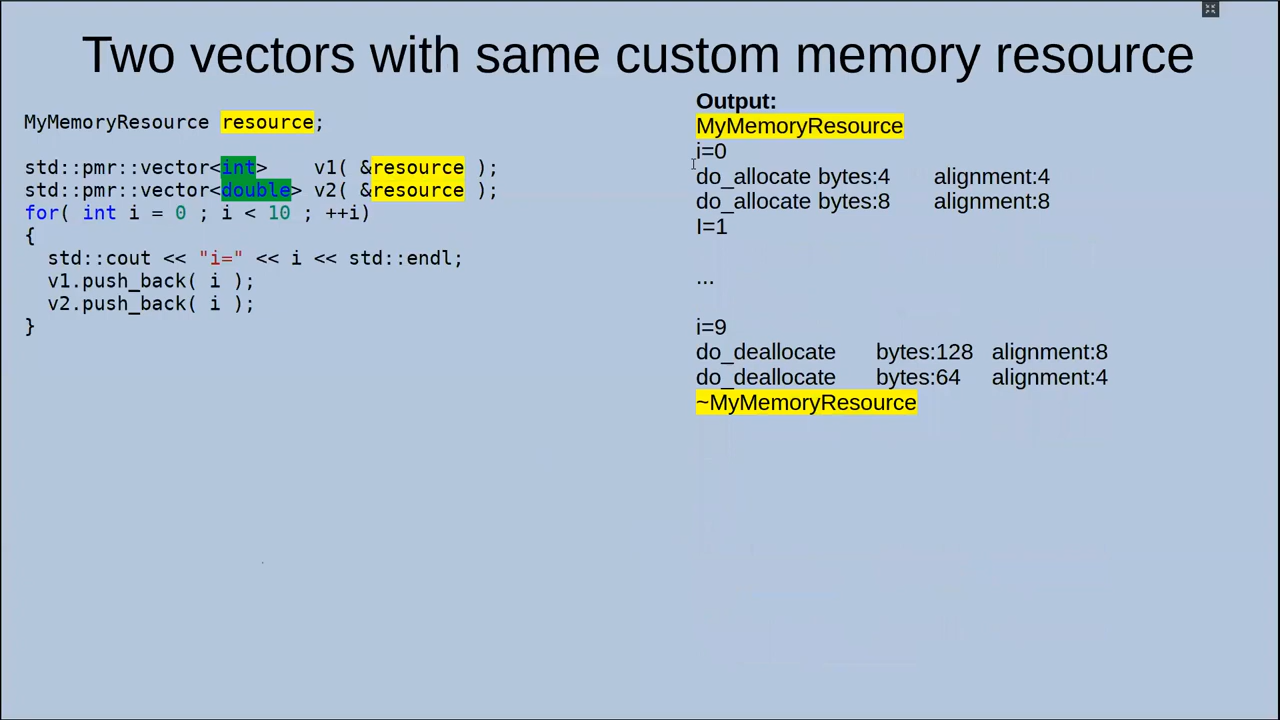 Two vectors with same custom memory resource
MyMemoryResource resource;
std::pmr::vector<int>    v1( &resource );
std::pmr::vector<double> v2( &resource );
for( int i = 0 ; i < 10 ; ++i)
{
  std::cout << "i=" << i << std::endl;
  v1.push_back( i );
  v2.push_back( i );
}
Output:
MyMemoryResource
i=0
do_allocate bytes:4 alignment:4
do_allocate bytes:8 alignment:8
I=1
...
i=9
do_deallocate bytes:128 alignment:8
do_deallocate bytes:64 alignment:4
~MyMemoryResource